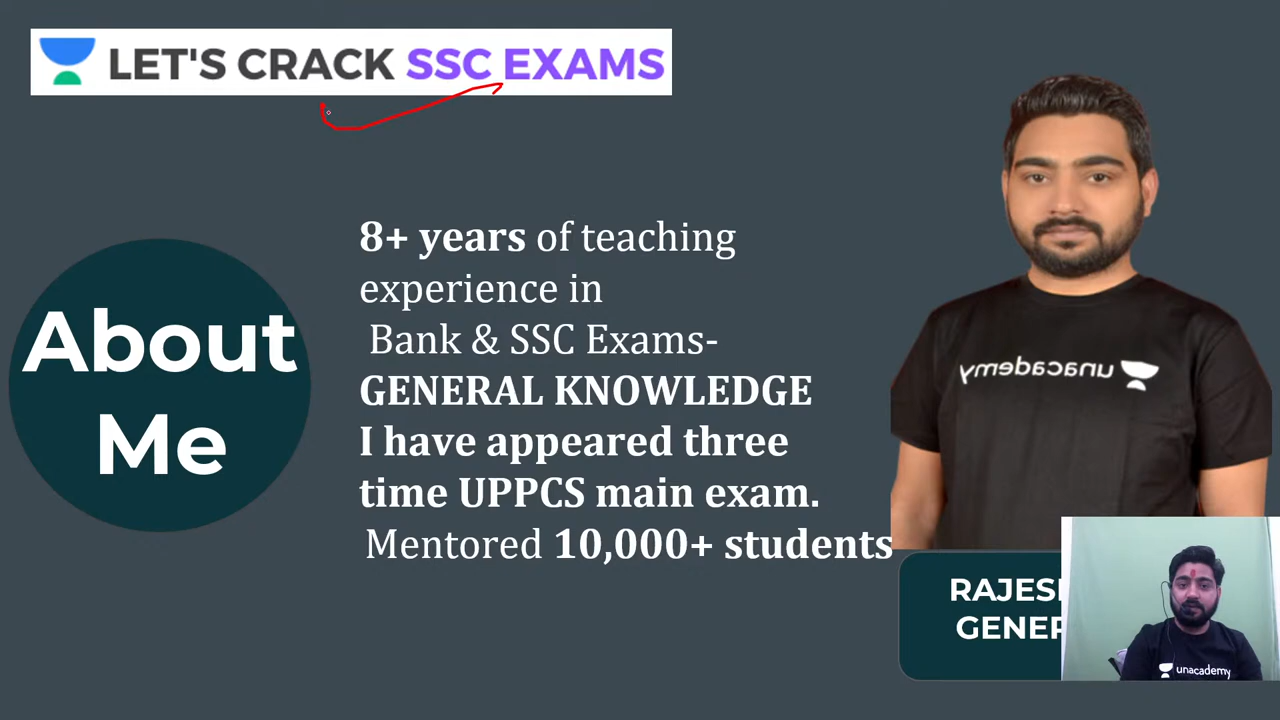 LET'S CRACK SSC EXAMS
About
Me
8+ years of teaching
experience in
Bank & SSC Exams-
GENERAL KNOWLEDGE
I have appeared three
time UPPCS main exam.
Mentored 10,000+ students
unacademy
GENER
unacademy